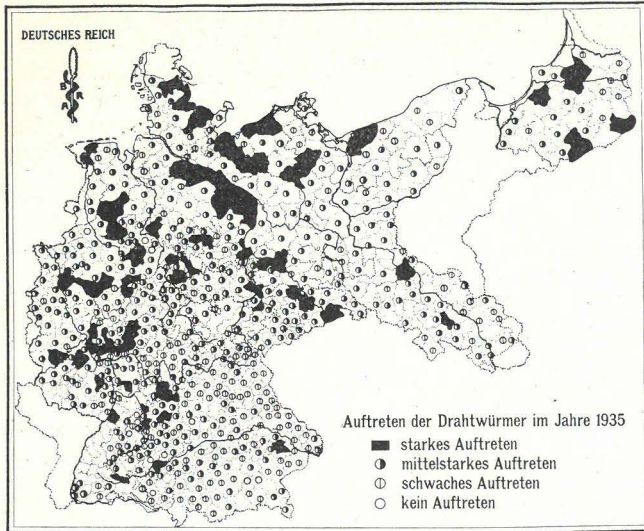 DEUTSCHES REICH
B
R
A
Auftreten der Drahtwürmer im Jahre 1935
starkes Auftreten
mittelstarkes Auftreten
schwaches Auftreten
kein Auftreten